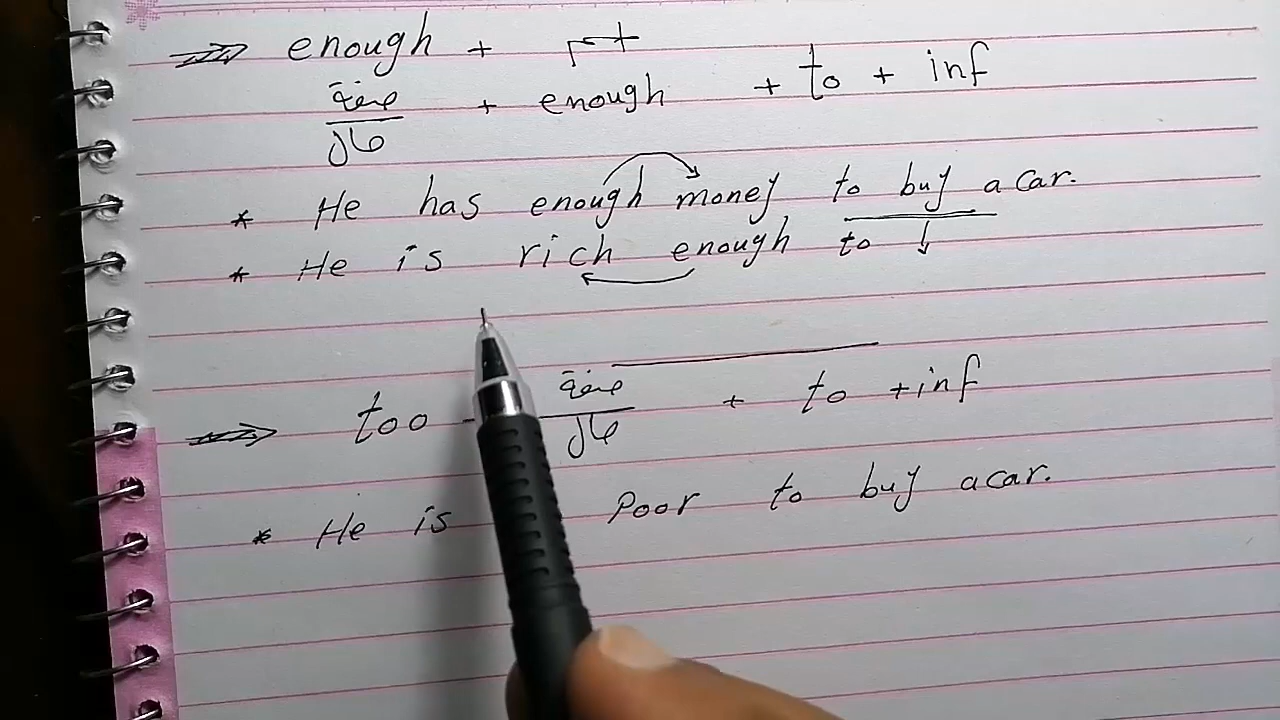 enough + اسم
صفة + enough + to + inf
حال
* He has enough money to buy a car.
* He is rich enough to
too + صفة + to + inf
حال
* He is Poor to buy a car.